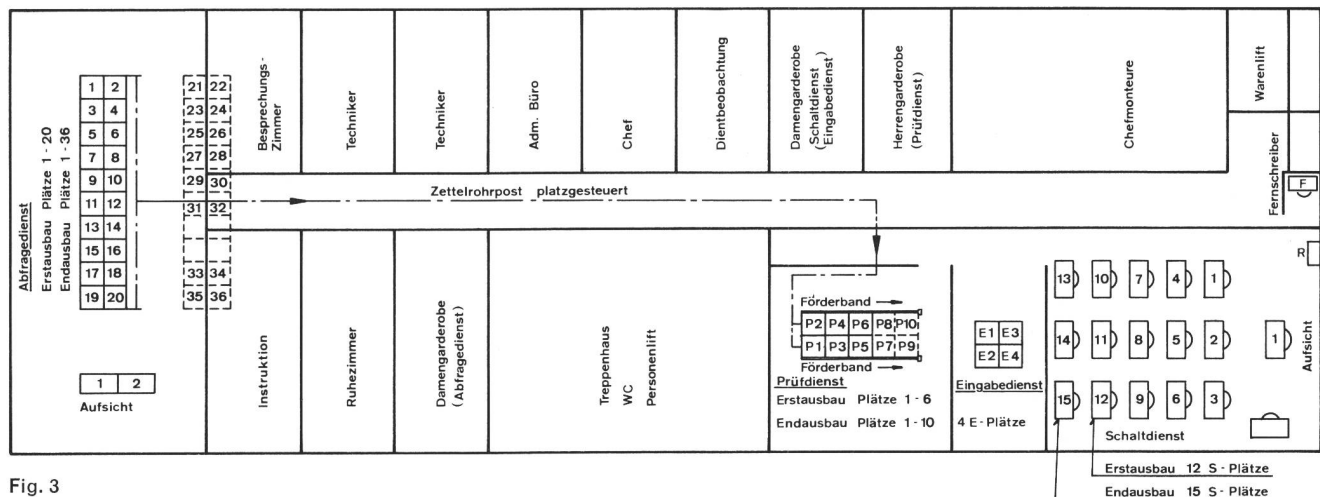 Abfragedienst
Erstausbau Plätze 1 - 20
Endausbau Plätze 1 - 36
1 2
3 4
5 6
7 8
9 10
11 12
13 14
15 16
17 18
19 20
21 22
23 24
25 26
27 28
29 30
31 32
33 34
35 36
1 2
Aufsicht
Besprechungs-
Zimmer
Techniker
Techniker
Adm. Büro
Chef
Dientbeobachtung
Damengarderobe
(Schaltdienst
Eingabedienst)
Herrengarderobe
(Prüfdienst)
Chefmonteure
Warenlift
Fernschreiber
F
Zettelrohrpost platzgesteuert
Instruktion
Ruhezimmer
Damengarderobe
(Abfragedienst)
Treppenhaus
WC
Personenlift
Förderband
P2 P4 P6 P8 P10
P1 P3 P5 P7 P9
Förderband
Prüfdienst
Erstausbau Plätze 1 - 6
Endausbau Plätze 1 - 10
E1 E3
E2 E4
Eingabedienst
4 E - Plätze
R
13 10 7 4 1
14 11 8 5 2
15 12 9 6 3
1
Aufsicht
Schaltdienst
Erstausbau 12 S - Plätze
Endausbau 15 S - Plätze
Fig. 3